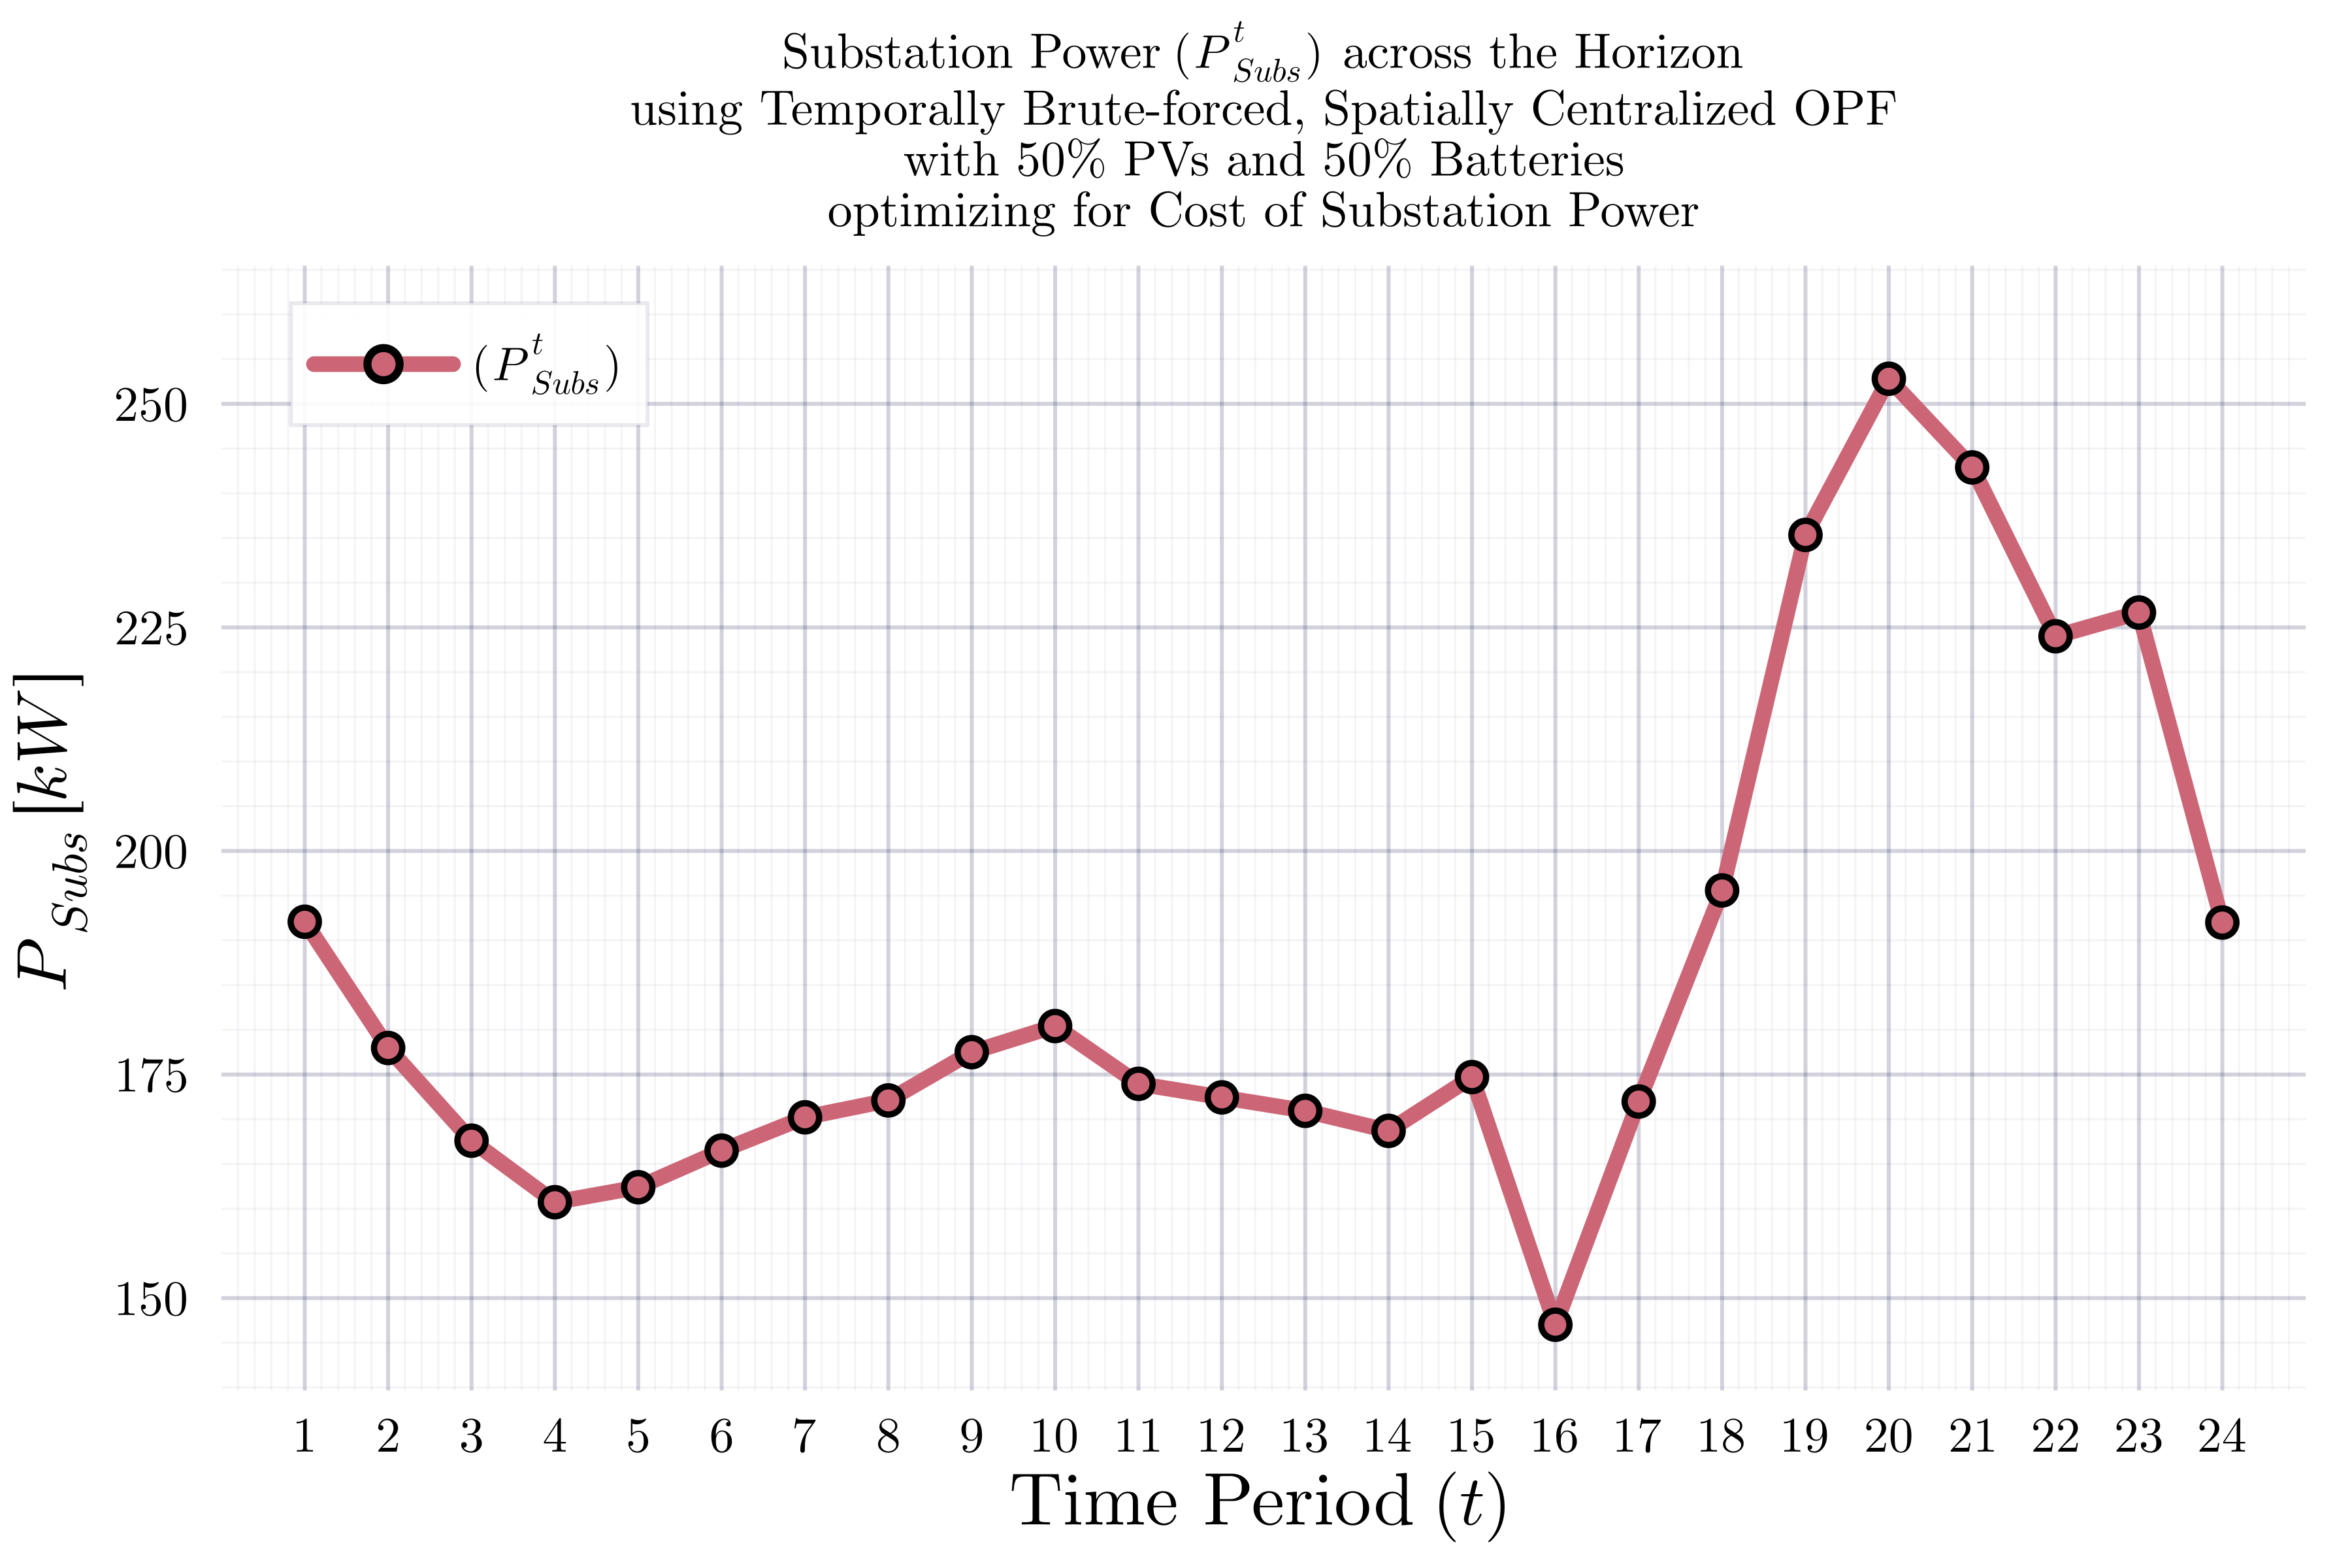 Substation Power (P^t_Subs) across the Horizon
using Temporally Brute-forced, Spatially Centralized OPF
with 50% PVs and 50% Batteries
optimizing for Cost of Substation Power
(P^t_Subs)
P_Subs [kW]
250
225
200
175
150
1 2 3 4 5 6 7 8 9 10 11 12 13 14 15 16 17 18 19 20 21 22 23 24
Time Period (t)